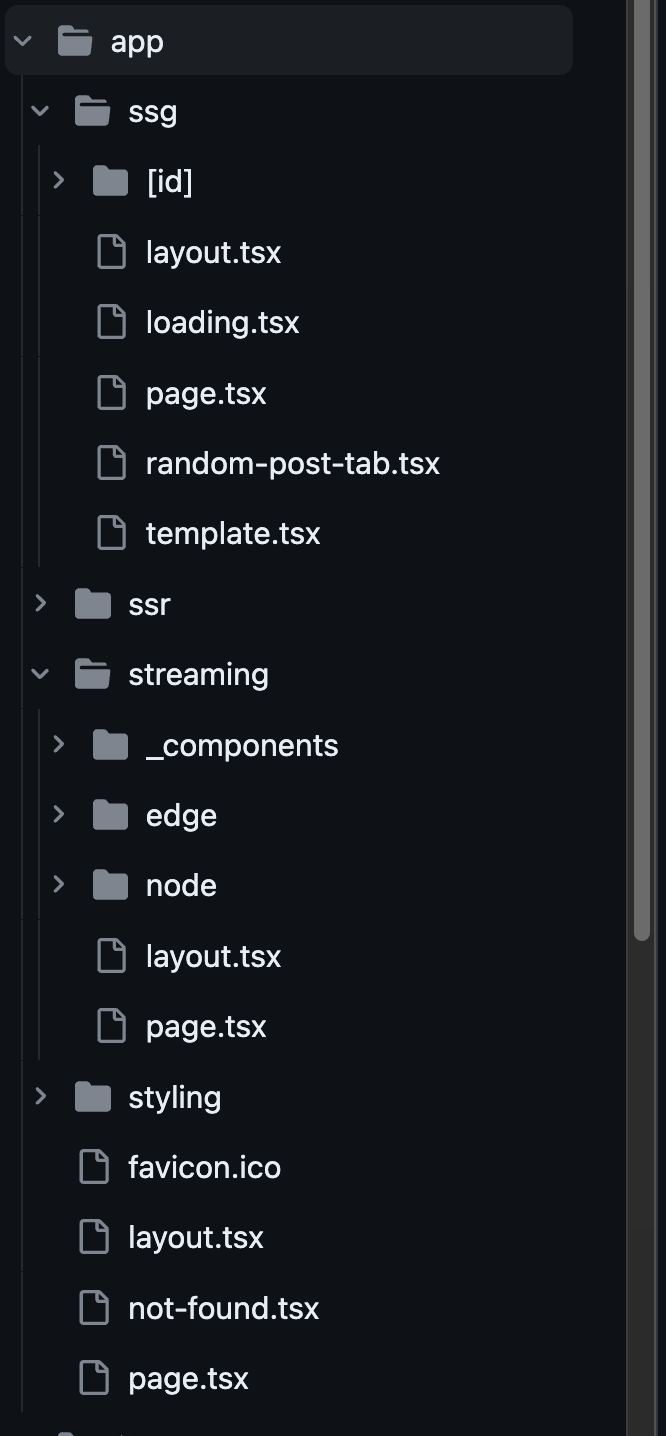 app
ssg
[id]
layout.tsx
loading.tsx
page.tsx
random-post-tab.tsx
template.tsx
ssr
streaming
_components
edge
node
layout.tsx
page.tsx
styling
favicon.ico
layout.tsx
not-found.tsx
page.tsx